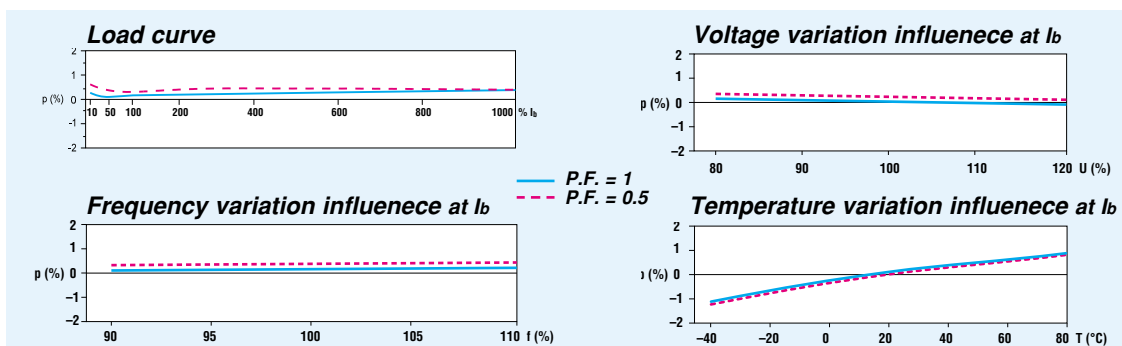 Load curve
2
1
p (%) 0
-1
-2
10 50 100 200 400 600 800 1000 % Ib
Voltage variation influenece at Ib
2
1
p (%) 0
–1
–2
80 90 100 110 120 U (%)
P.F. = 1
P.F. = 0.5
Frequency variation influenece at Ib
2
1
p (%) 0
–1
–2
90 95 100 105 110 f (%)
Temperature variation influenece at Ib
2
1
(%) 0
–1
–2
–40 –20 0 20 40 60 80 T (°C)